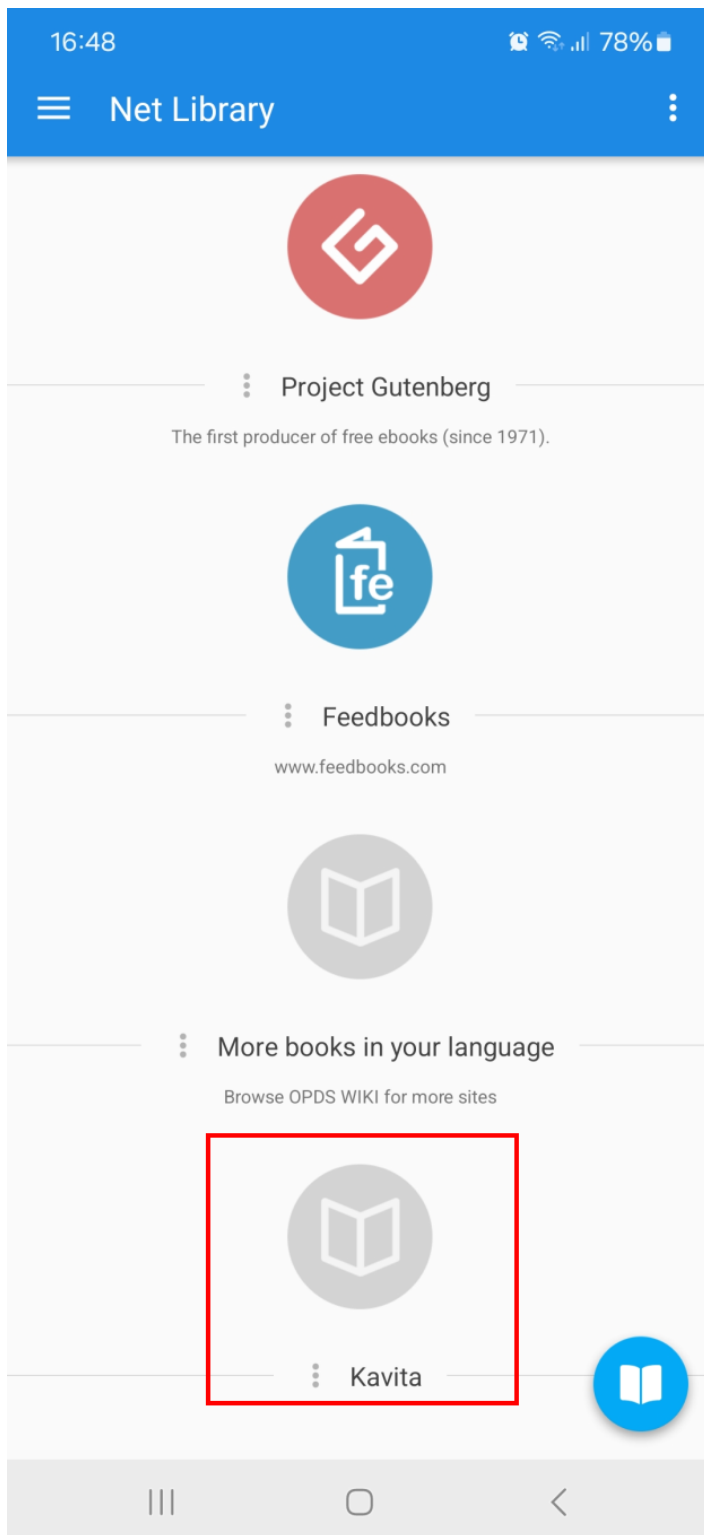 16:48 78%
Net Library
Project Gutenberg
The first producer of free ebooks (since 1971).
fe
Feedbooks
www.feedbooks.com
More books in your language
Browse OPDS WIKI for more sites
Kavita